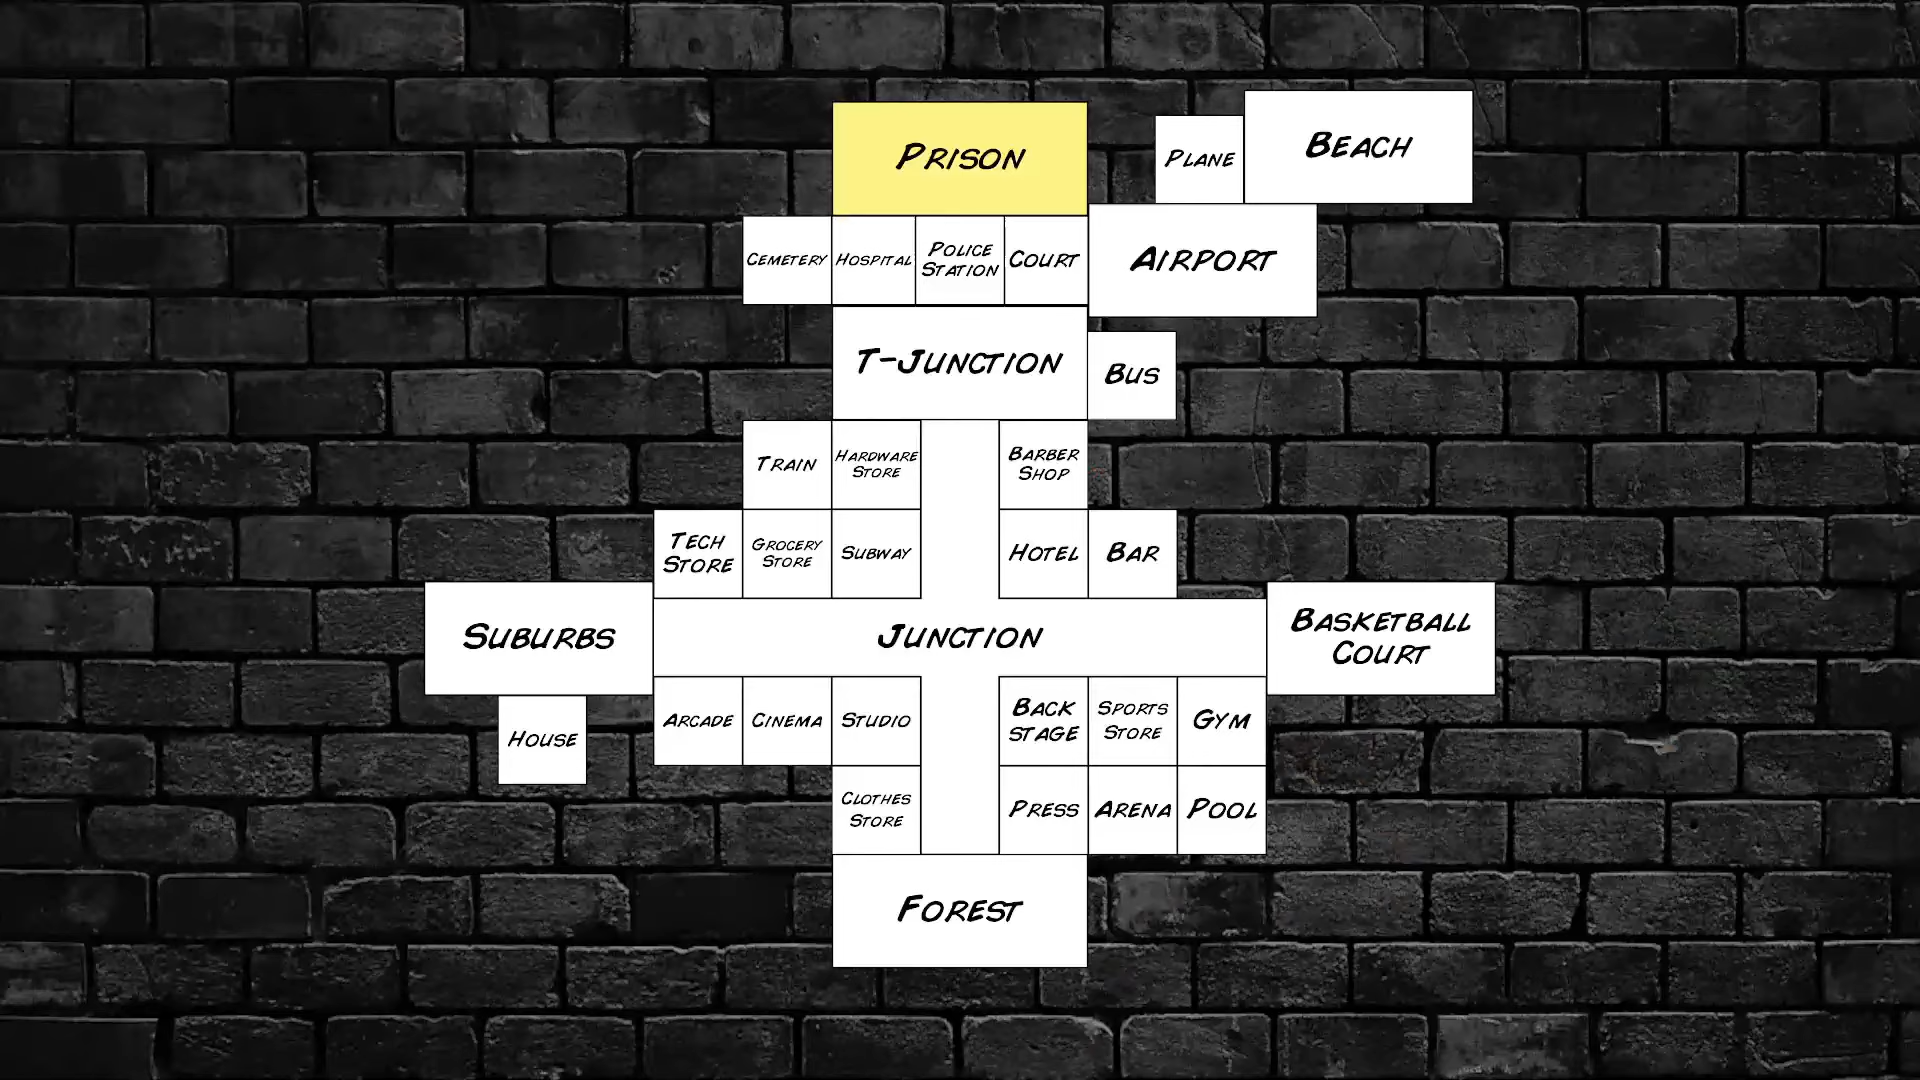 PRISON
PLANE
BEACH
CEMETERY
HOSPITAL
POLICE
STATION
COURT
AIRPORT
T-JUNCTION
BUS
TRAIN
HARDWARE
STORE
BARBER
SHOP
TECH
STORE
GROCERY
STORE
SUBWAY
HOTEL
BAR
SUBURBS
JUNCTION
BASKETBALL
COURT
HOUSE
ARCADE
CINEMA
STUDIO
BACK
STAGE
SPORTS
STORE
GYM
CLOTHES
STORE
PRESS
ARENA
POOL
FOREST